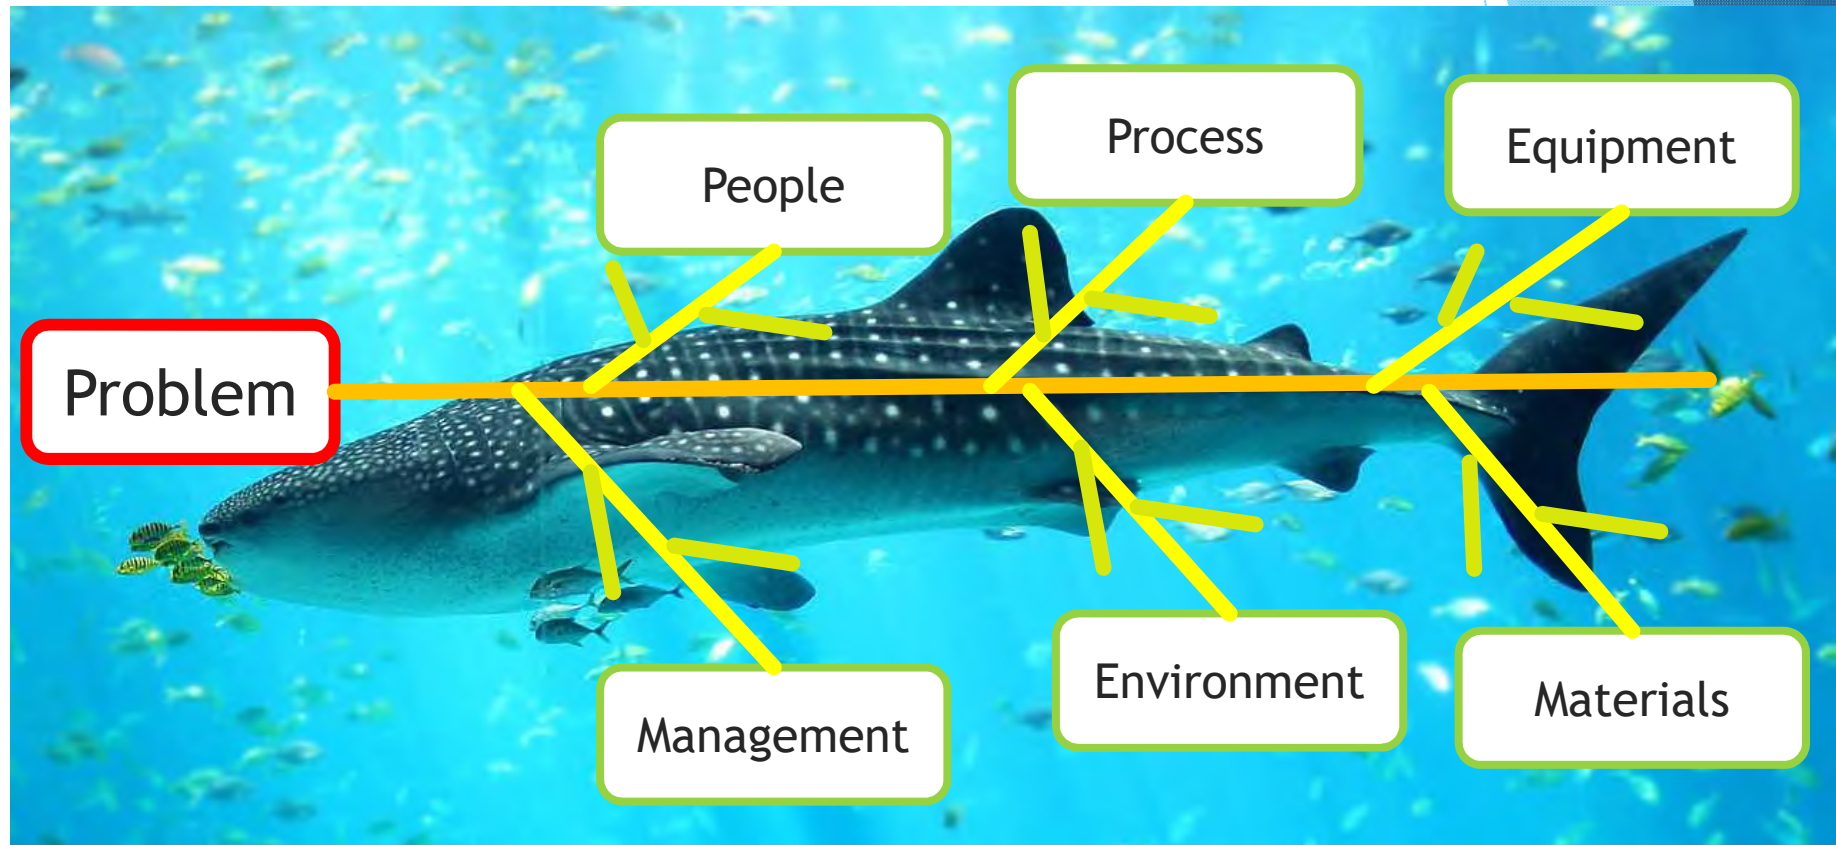 People
Process
Equipment
Problem
Management
Environment
Materials